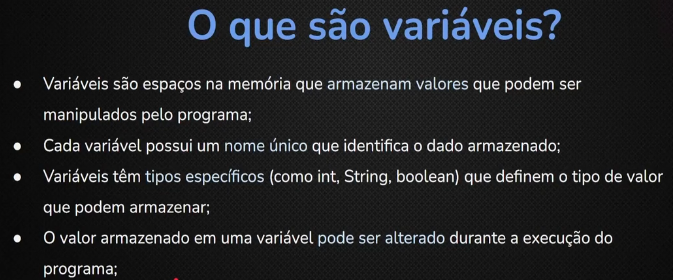 O que são variáveis?
● Variáveis são espaços na memória que armazenam valores que podem ser
manipulados pelo programa;
● Cada variável possui um nome único que identifica o dado armazenado;
● Variáveis têm tipos específicos (como int, String, boolean) que definem o tipo de valor
que podem armazenar;
● O valor armazenado em uma variável pode ser alterado durante a execução do
programa;